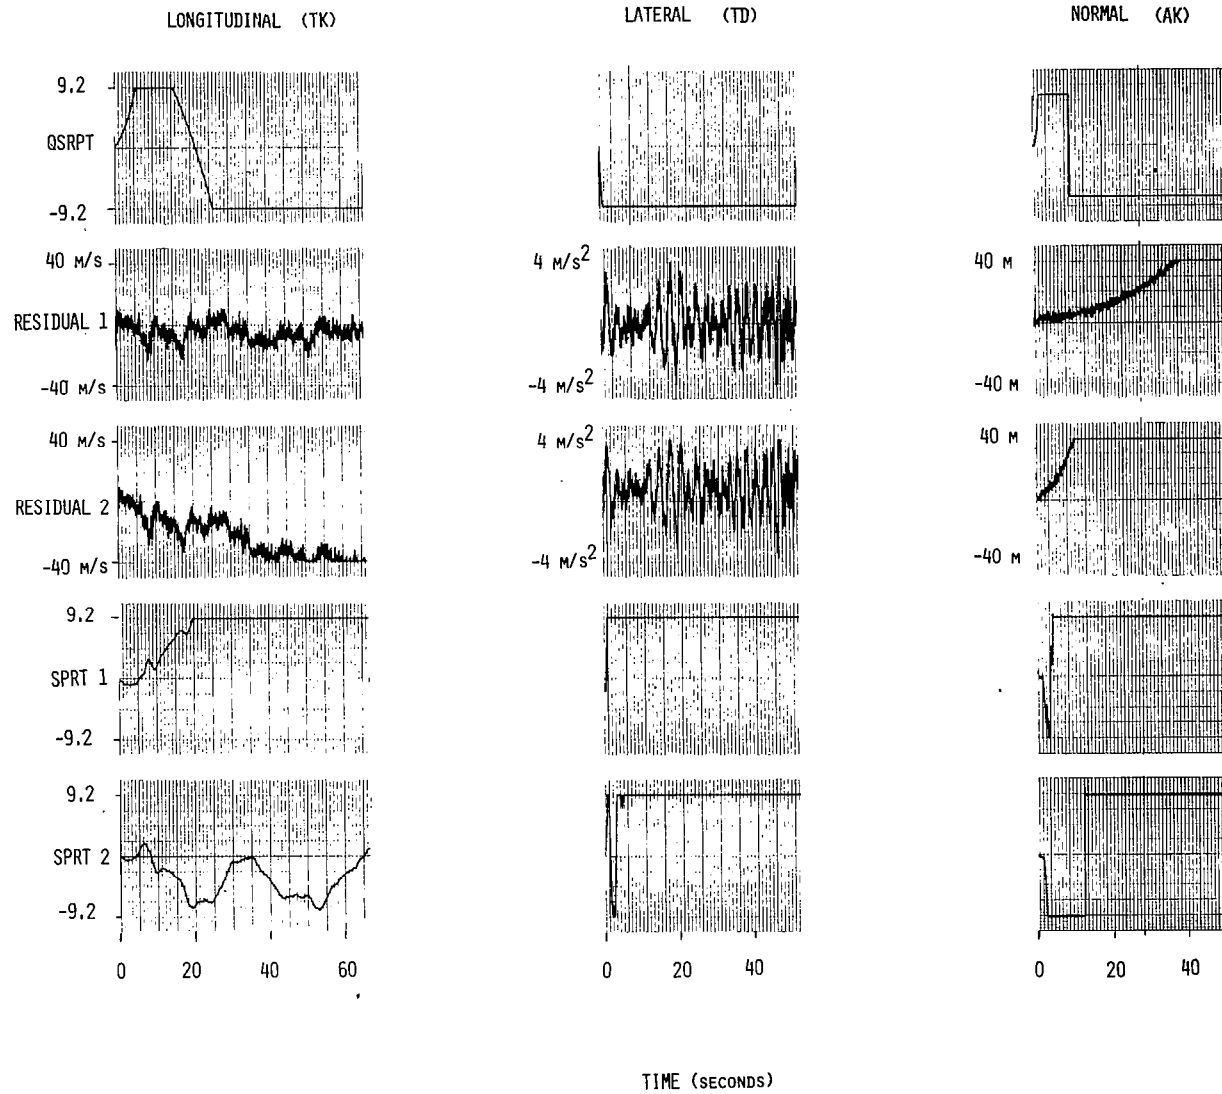 LONGITUDINAL (TK)
LATERAL (TD)
NORMAL (AK)
9.2
QSRPT
-9.2
40 M/S
RESIDUAL 1
-40 M/S
4 M/S2
-4 M/S2
40 M
-40 M
40 M/S
RESIDUAL 2
-40 M/S
4 M/S2
-4 M/S2
40 M
-40 M
9.2
SPRT 1
-9.2
9.2
SPRT 2
-9.2
0 20 40 60
0 20 40
0 20 40
TIME (SECONDS)